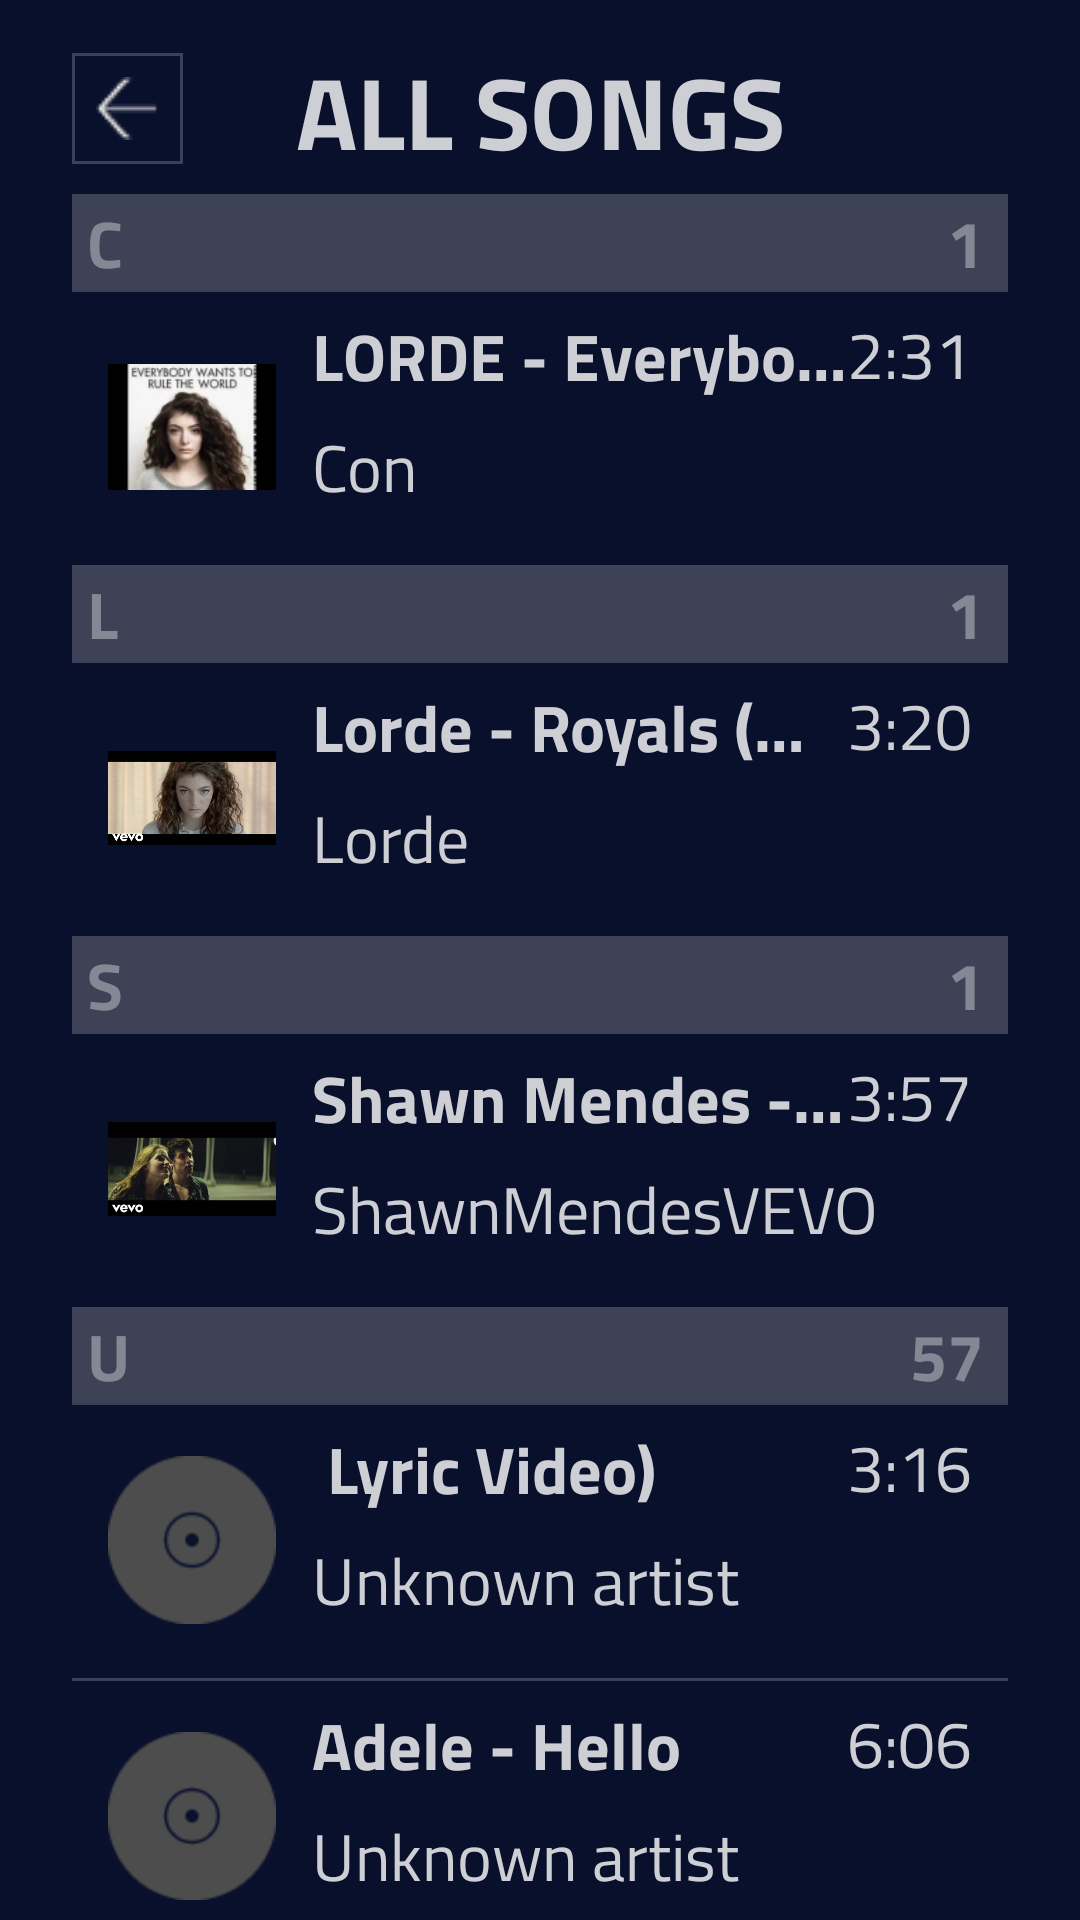 ALL SONGS
C 1
LORDE - Everybo... 2:31
EVERYBODY WANTS TO
RULE THE WORLD
Con
L 1
Lorde - Royals (... 3:20
vevo
Lorde
S 1
Shawn Mendes -... 3:57
vevo
ShawnMendesVEVO
U 57
Lyric Video) 3:16
Unknown artist
Adele - Hello 6:06
Unknown artist